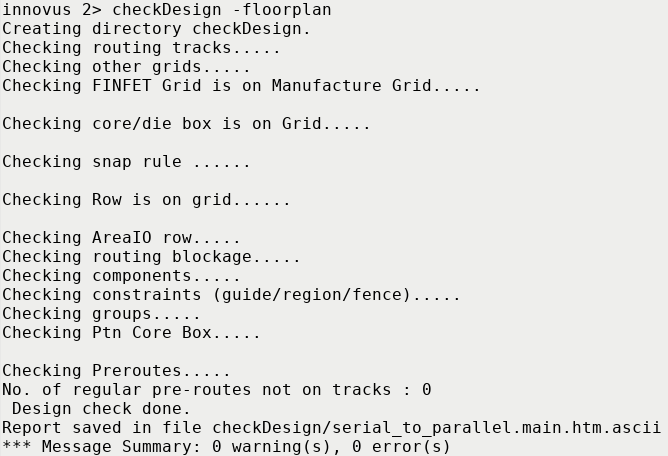 innovus 2> checkDesign -floorplan
Creating directory checkDesign.
Checking routing tracks.....
Checking other grids.....
Checking FINFET Grid is on Manufacture Grid.....
Checking core/die box is on Grid.....
Checking snap rule ......
Checking Row is on grid......
Checking AreaIO row.....
Checking routing blockage.....
Checking components.....
Checking constraints (guide/region/fence).....
Checking groups.....
Checking Ptn Core Box.....
Checking Preroutes.....
No. of regular pre-routes not on tracks : 0
 Design check done.
Report saved in file checkDesign/serial_to_parallel.main.htm.ascii
*** Message Summary: 0 warning(s), 0 error(s)